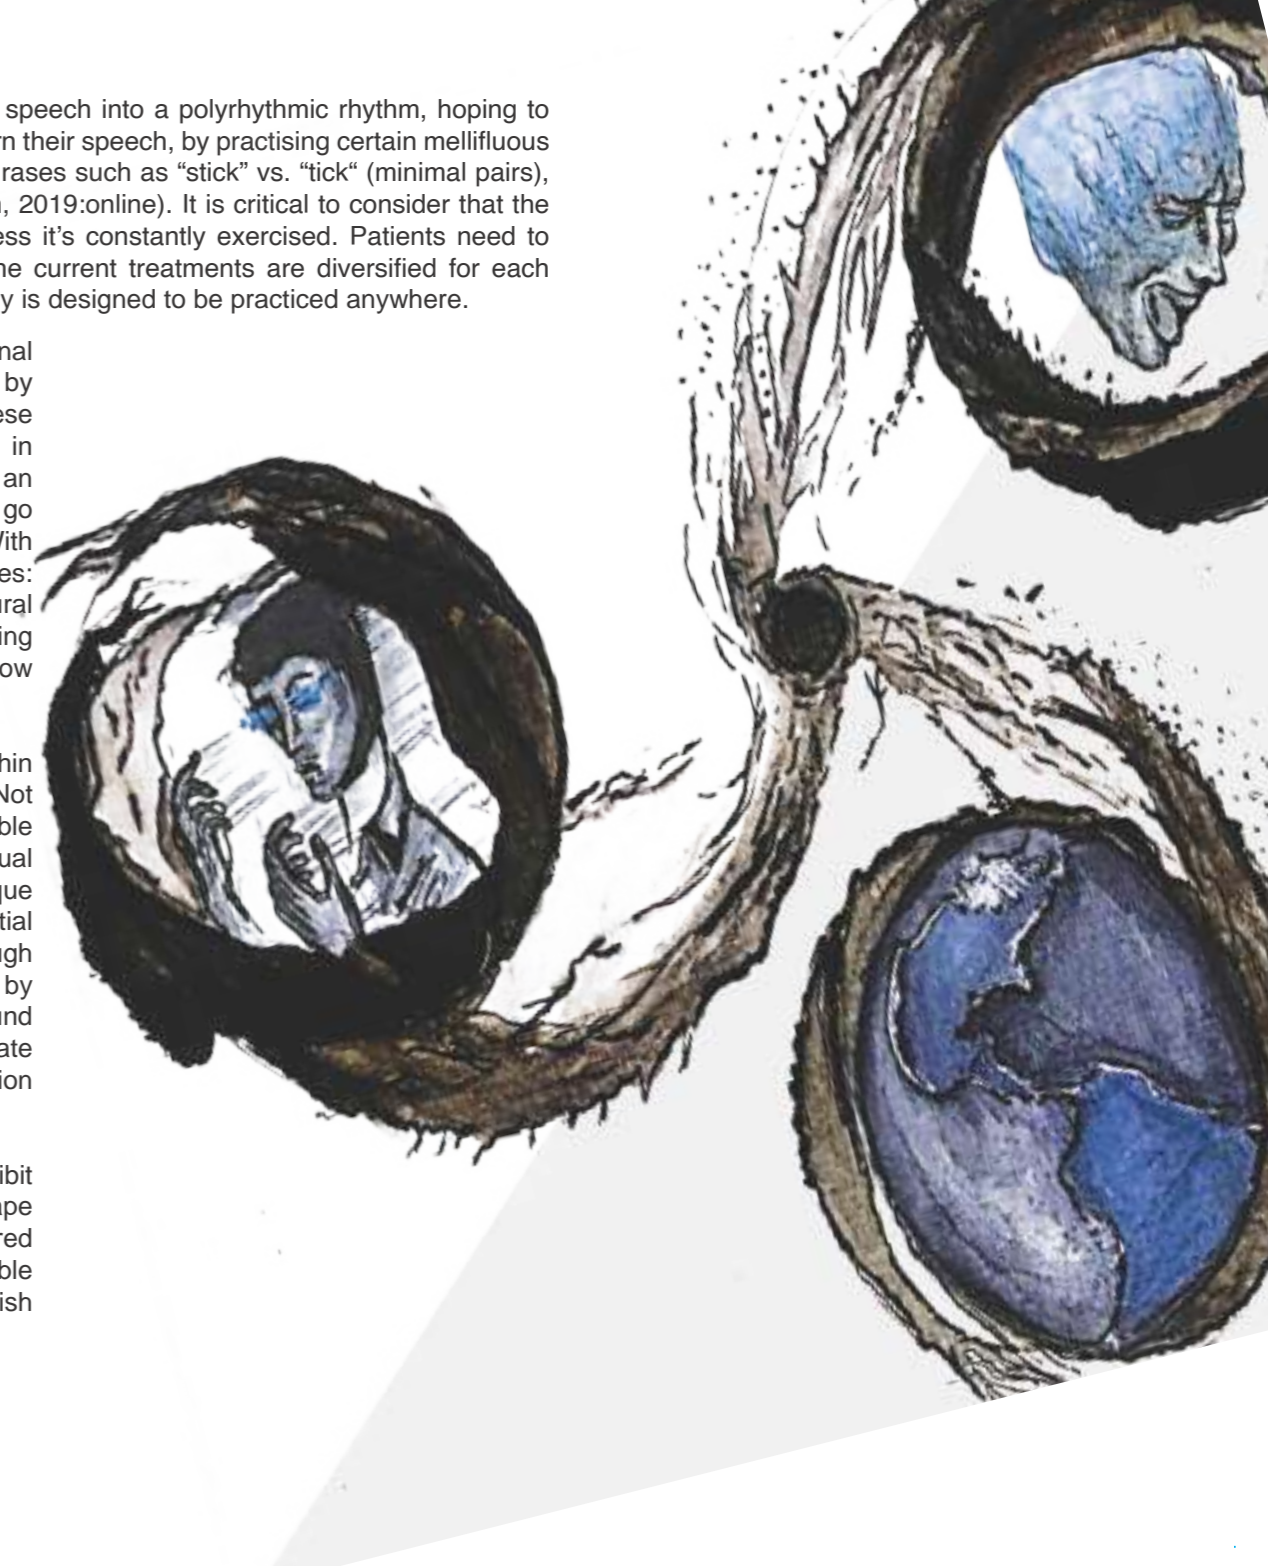 speech into a polyrhythmic rhythm, hoping to
rn their speech, by practising certain mellifluous
rases such as “stick” vs. “tick“ (minimal pairs),
, 2019:online). It is critical to consider that the
ess it’s constantly exercised. Patients need to
ne current treatments are diversified for each
y is designed to be practiced anywhere.
nal
by
ese
in
an
go
Vith
es:
ural
ing
ow
hin
Not
ble
ual
que
tial
ugh
by
und
ate
ion
ibit
ape
red
ble
ish